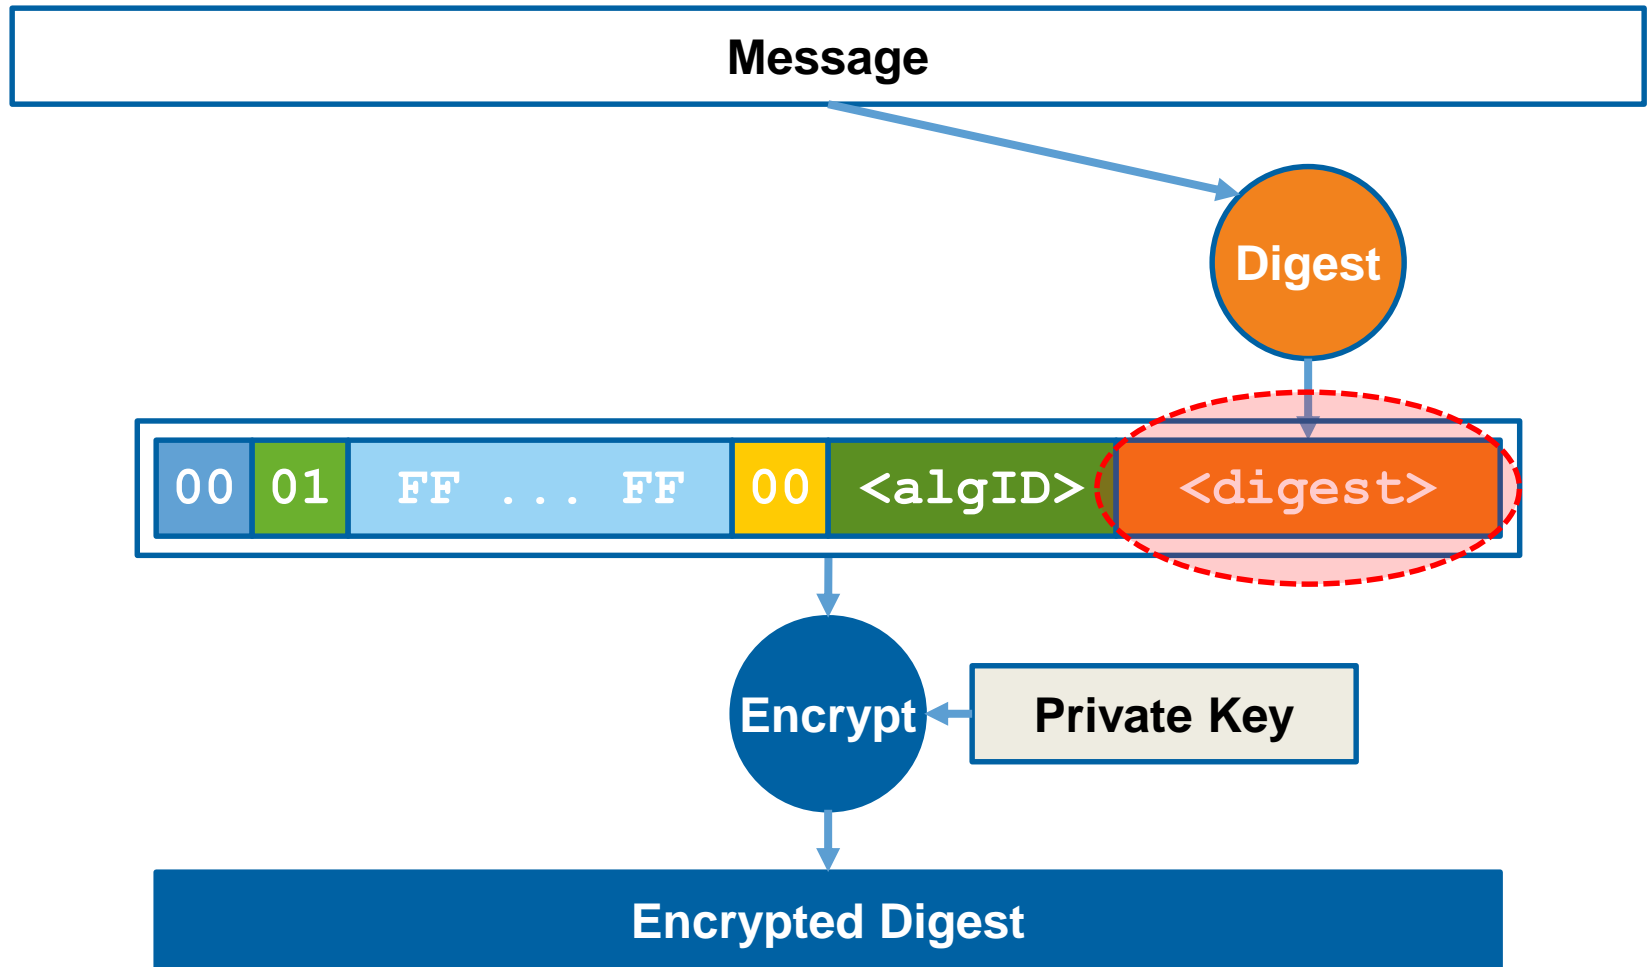 Message
Digest
00 01 FF ... FF 00 <algID> <digest>
Encrypt
Private Key
Encrypted Digest